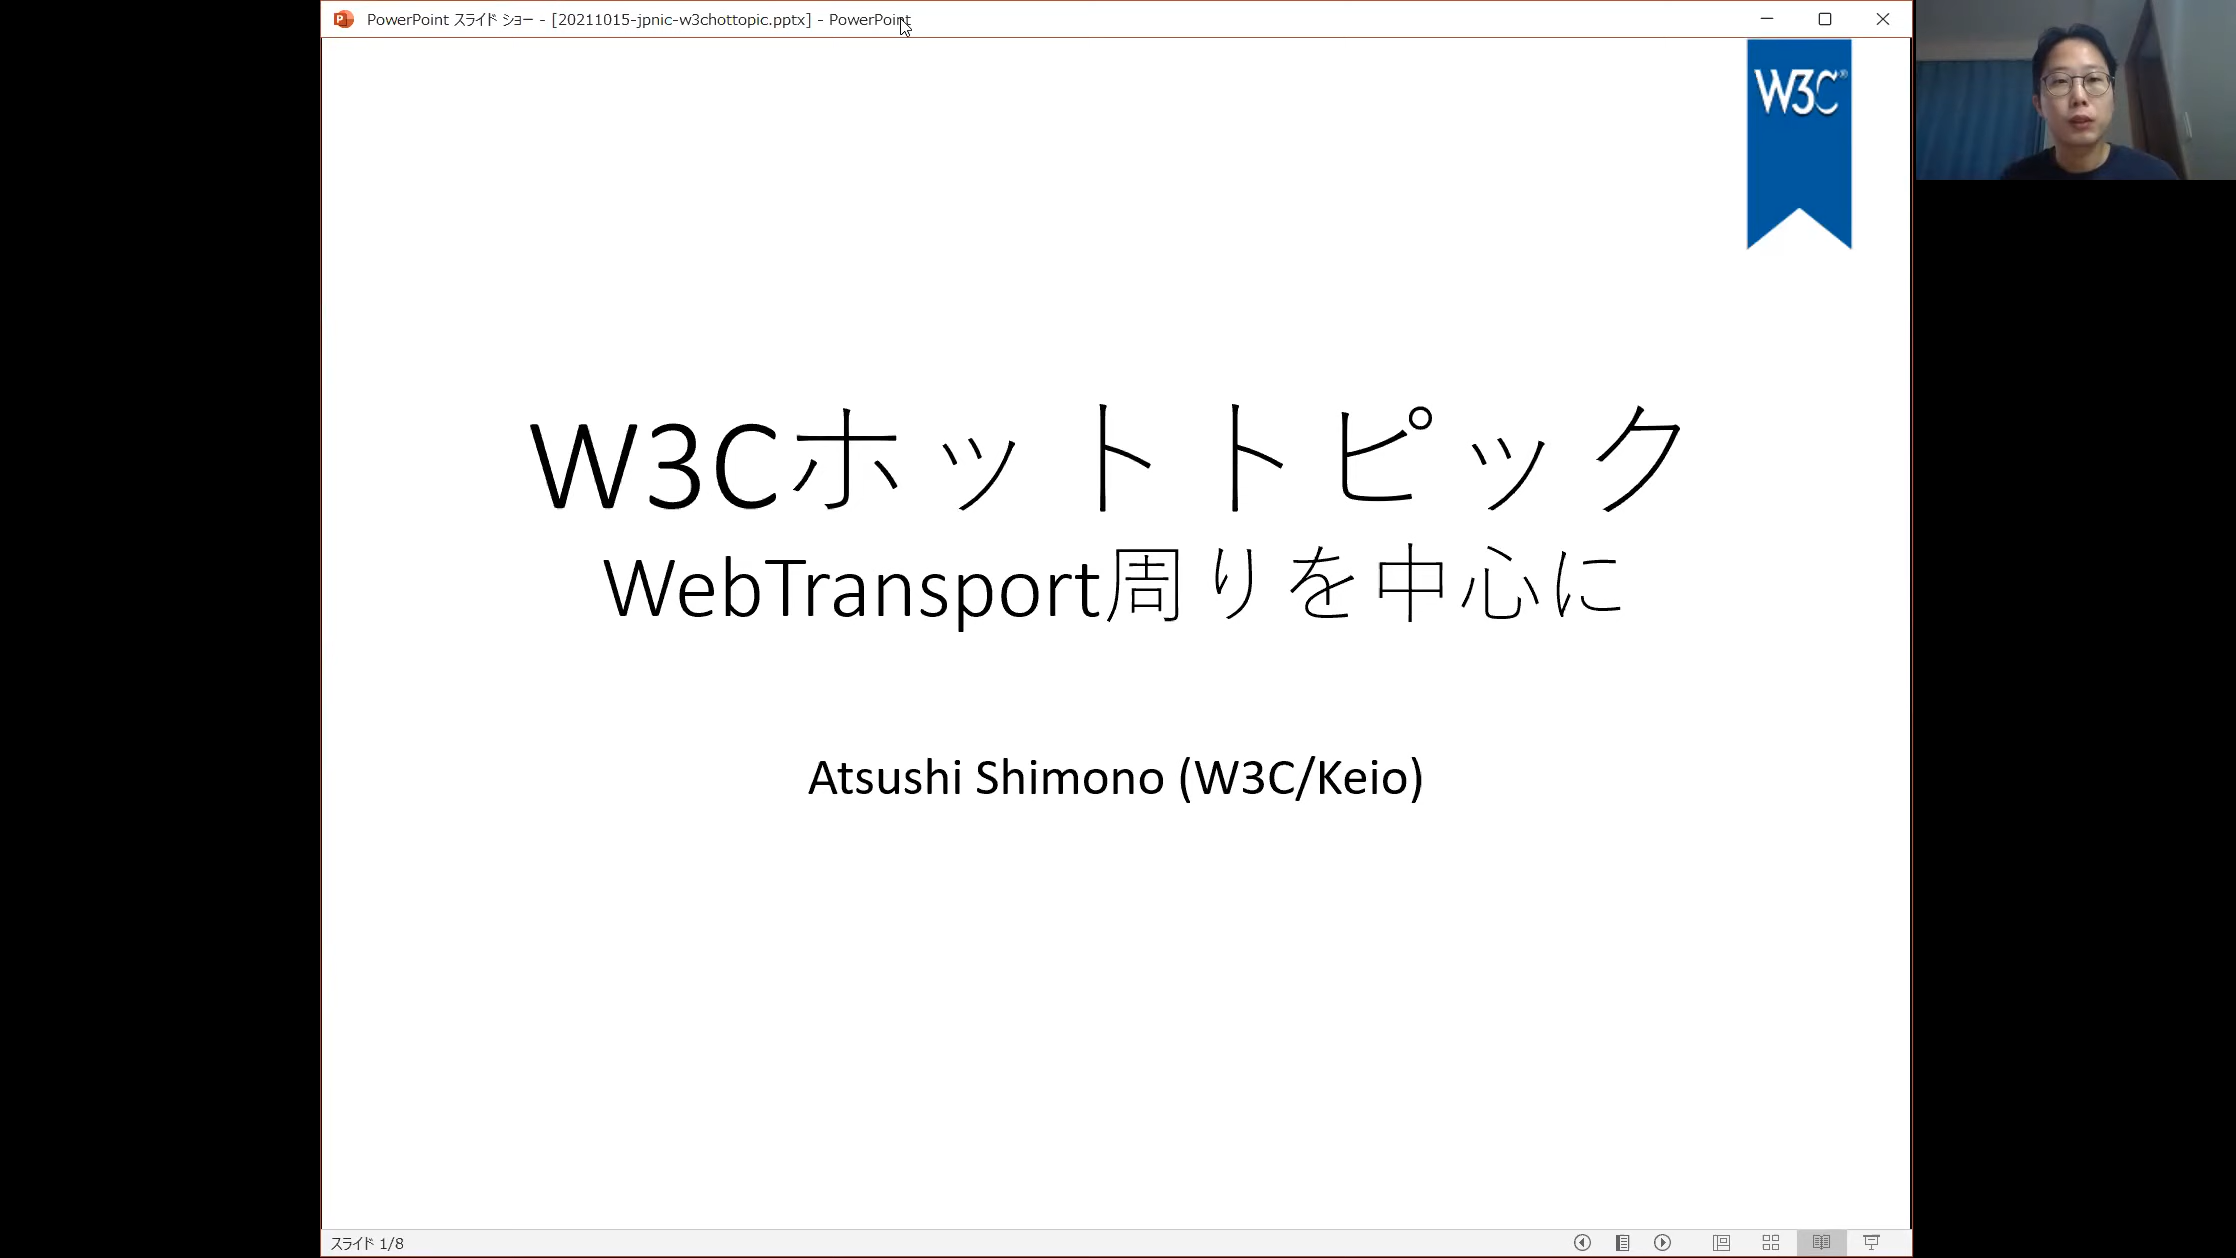 PowerPoint スライド ショー - [20211015-jpnic-w3chottopic.pptx] - PowerPoint
W3C®
W3Cホットトピック
WebTransport周りを中心に
Atsushi Shimono (W3C/Keio)
スライド 1/8